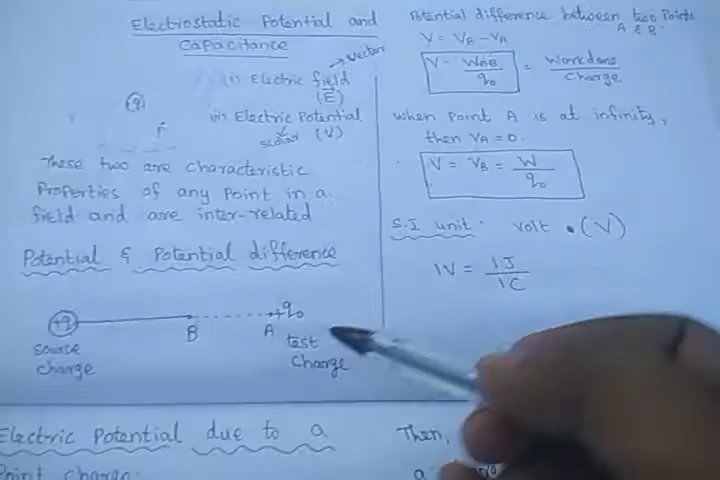 Electrostatic Potential and
Capacitance
(i) Electric field → vector
(E)
q
(ii) Electric Potential
scalar (V)
P
These two are characteristic
Properties of any Point in a
field and are inter-related
Potential & Potential difference
+q
B
A
+q₀
source
charge
test
charge
Potential difference between two Points
A & B.
V = VB - VA
V = WAB / q₀ = Workdone / Charge
When Point A is at infinity,
then VA = 0.
V = VB = W / q₀
S.I unit : volt (V)
1V = 1J / 1C
Electric Potential due to a
Point charge:
Then,
a